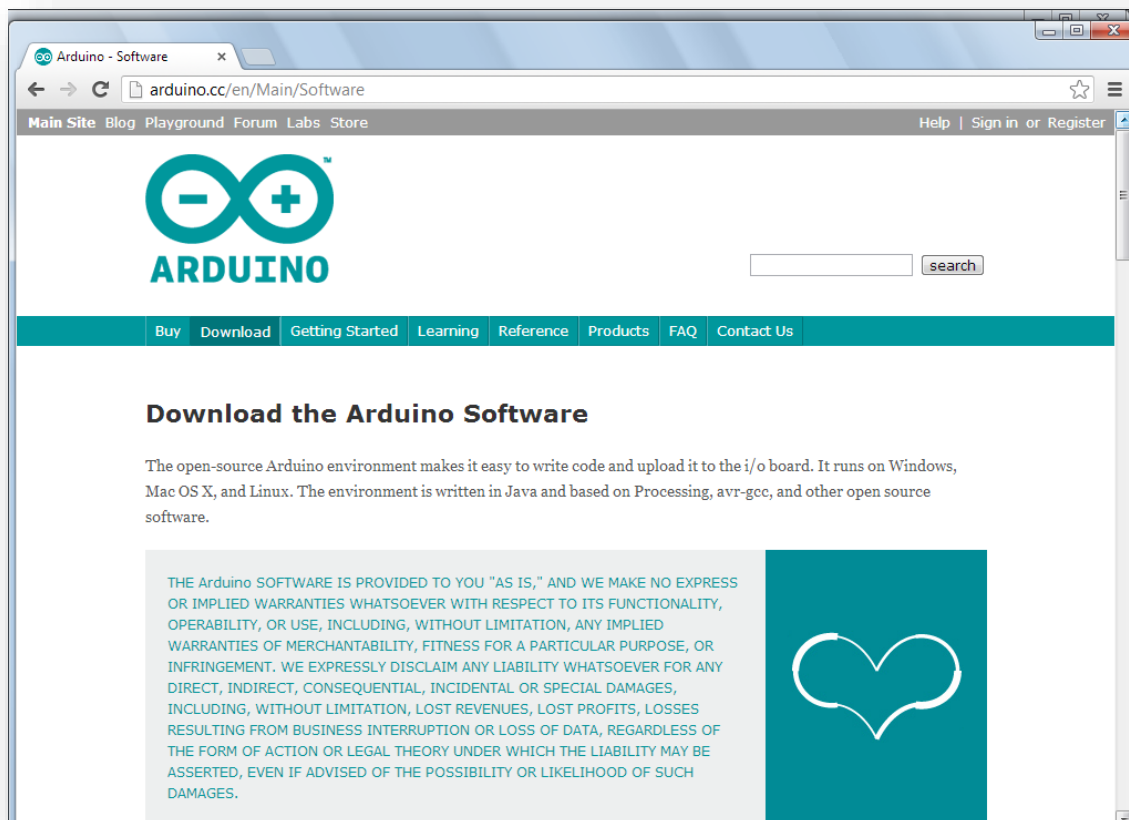 Arduino - Software
arduino.cc/en/Main/Software
Main Site Blog Playground Forum Labs Store Help | Sign in or Register
TM
ARDUINO
search
Buy Download Getting Started Learning Reference Products FAQ Contact Us
Download the Arduino Software
The open-source Arduino environment makes it easy to write code and upload it to the i/o board. It runs on Windows,
Mac OS X, and Linux. The environment is written in Java and based on Processing, avr-gcc, and other open source
software.
THE Arduino SOFTWARE IS PROVIDED TO YOU "AS IS," AND WE MAKE NO EXPRESS
OR IMPLIED WARRANTIES WHATSOEVER WITH RESPECT TO ITS FUNCTIONALITY,
OPERABILITY, OR USE, INCLUDING, WITHOUT LIMITATION, ANY IMPLIED
WARRANTIES OF MERCHANTABILITY, FITNESS FOR A PARTICULAR PURPOSE, OR
INFRINGEMENT. WE EXPRESSLY DISCLAIM ANY LIABILITY WHATSOEVER FOR ANY
DIRECT, INDIRECT, CONSEQUENTIAL, INCIDENTAL OR SPECIAL DAMAGES,
INCLUDING, WITHOUT LIMITATION, LOST REVENUES, LOST PROFITS, LOSSES
RESULTING FROM BUSINESS INTERRUPTION OR LOSS OF DATA, REGARDLESS OF
THE FORM OF ACTION OR LEGAL THEORY UNDER WHICH THE LIABILITY MAY BE
ASSERTED, EVEN IF ADVISED OF THE POSSIBILITY OR LIKELIHOOD OF SUCH
DAMAGES.